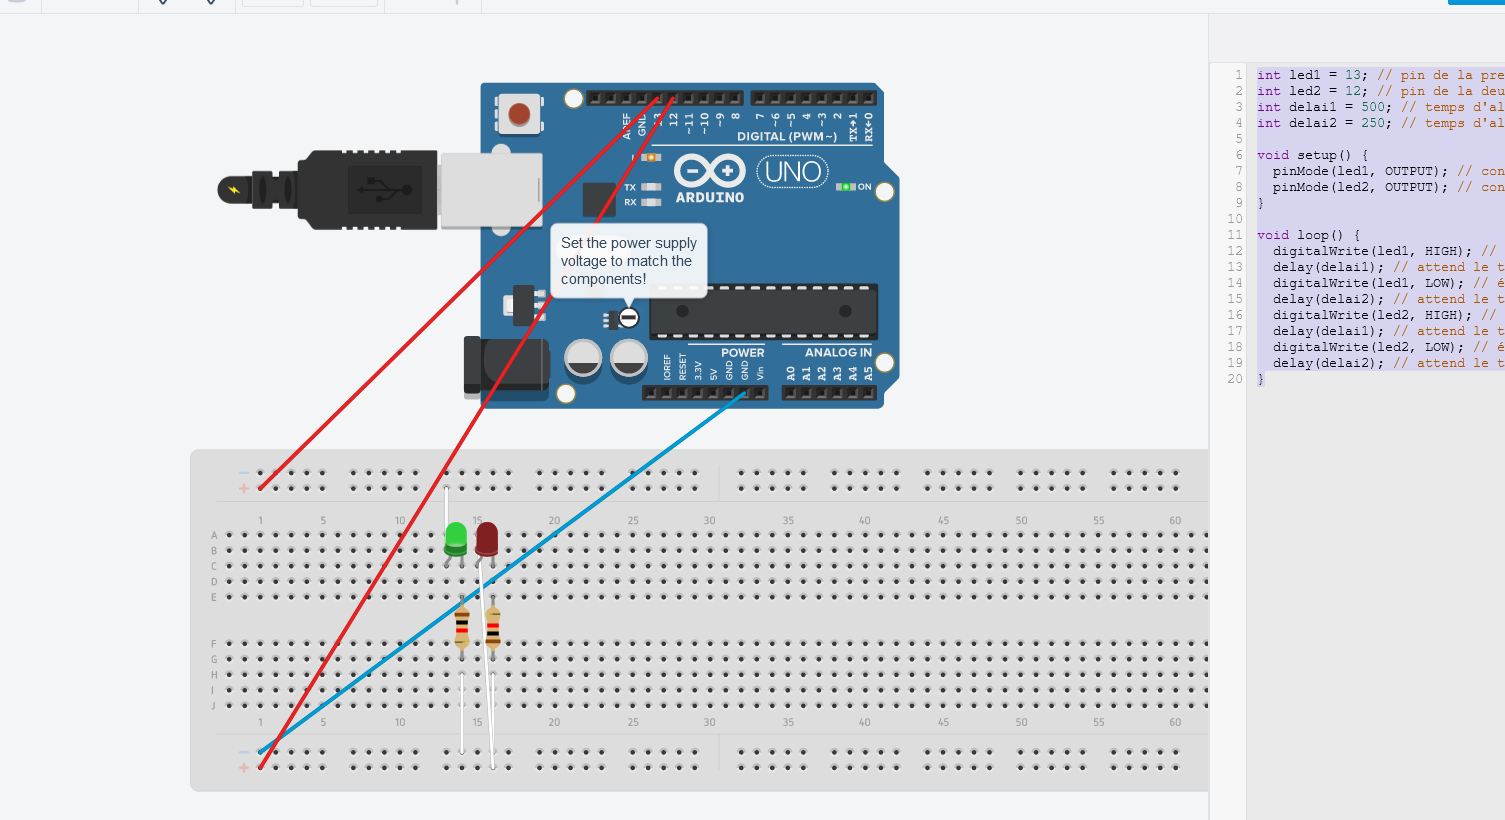 AREF
GND
13
12
~11
~10
~9
8
7
~6
~5
4
~3
2
TX→1
RX←0
DIGITAL (PWM~)
L
TX
RX
UNO
ON
ARDUINO
Set the power supply
voltage to match the
components!
POWER
ANALOG IN
IOREF
RESET
3.3V
5V
GND
GND
Vin
A0
A1
A2
A3
A4
A5
1 5 10 15 20 25 30 35 40 45 50 55 60
A
B
C
D
E
F
G
H
I
J
1 5 10 15 20 25 30 35 40 45 50 55 60
1 int led1 = 13; // pin de la pre
2 int led2 = 12; // pin de la deu
3 int delai1 = 500; // temps d'al
4 int delai2 = 250; // temps d'al
5
6 void setup() {
7 pinMode(led1, OUTPUT); // con
8 pinMode(led2, OUTPUT); // con
9 }
10
11 void loop() {
12 digitalWrite(led1, HIGH); //
13 delay(delai1); // attend le t
14 digitalWrite(led1, LOW); // é
15 delay(delai2); // attend le t
16 digitalWrite(led2, HIGH); //
17 delay(delai1); // attend le t
18 digitalWrite(led2, LOW); // é
19 delay(delai2); // attend le t
20 }